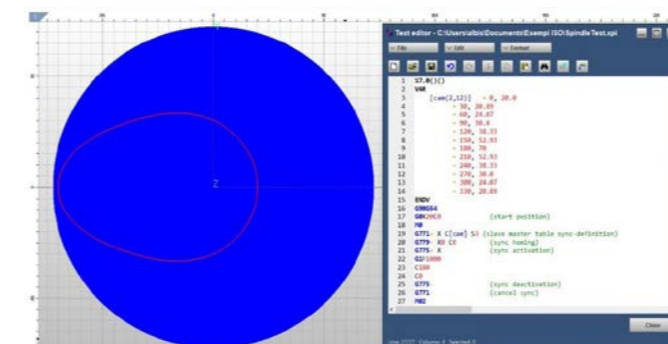 Z
Text editor - C:\Users\albis\Documents\Esempi ISO\SpindleTest.xpi
File
Edit
Format
1 %7.0()()
2 VAR
3 [cam(2,12)] = 0, 20.0
4 = 30, 20.89
5 = 60, 24.07
6 = 90, 30.0
7 = 120, 38.33
8 = 150, 52.93
9 = 180, 70
10 = 210, 52.93
11 = 240, 38.33
12 = 270, 30.0
13 = 300, 24.07
14 = 330, 20.89
15 ENDV
16 G90G54
17 G0X20C0 (start position)
18 M0
19 G771- X C[cam] S3 (slave master table sync-definition)
20 G779- X0 C0 (sync homing)
21 G775- X (sync activation)
22 G1F1000
23 C180
24 C0
25 G775 (sync deactivation)
26 G771 (cancel sync)
27 M02
Close